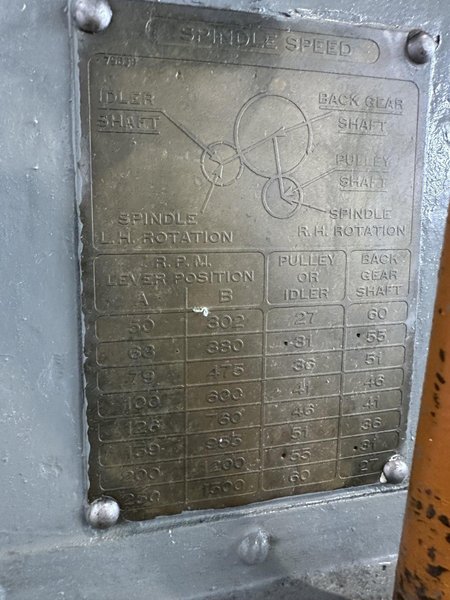 SPINDLE SPEED
IDLER
SHAFT
BACK GEAR
SHAFT
PULLEY
SHAFT
SPINDLE
L.H. ROTATION
SPINDLE
R.H. ROTATION
R.P.M.
LEVER POSITION
A B
PULLEY
OR
IDLER
BACK
GEAR
SHAFT
50 302 27 60
63 380 31 55
79 475 36 51
100 600 41 46
126 46 41
159 955 51 36
200 55 31
250 1500 60 27